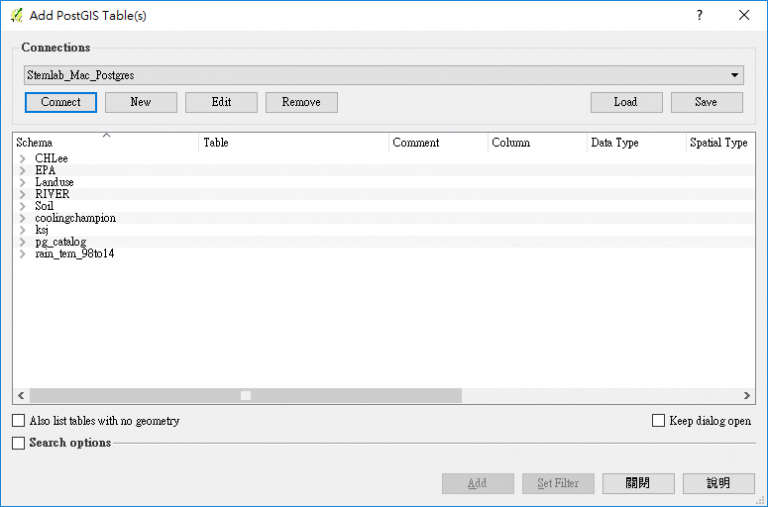 Add PostGIS Table(s)
?
Connections
Stemlab_Mac_Postgres
Connect New Edit Remove Load Save
Schema Table Comment Column Data Type Spatial Type
CHLee
EPA
Landuse
RIVER
Soil
coolingchampion
ksj
pg_catalog
rain_tem_98to14
Also list tables with no geometry Keep dialog open
Search options
Add Set Filter 關閉 說明